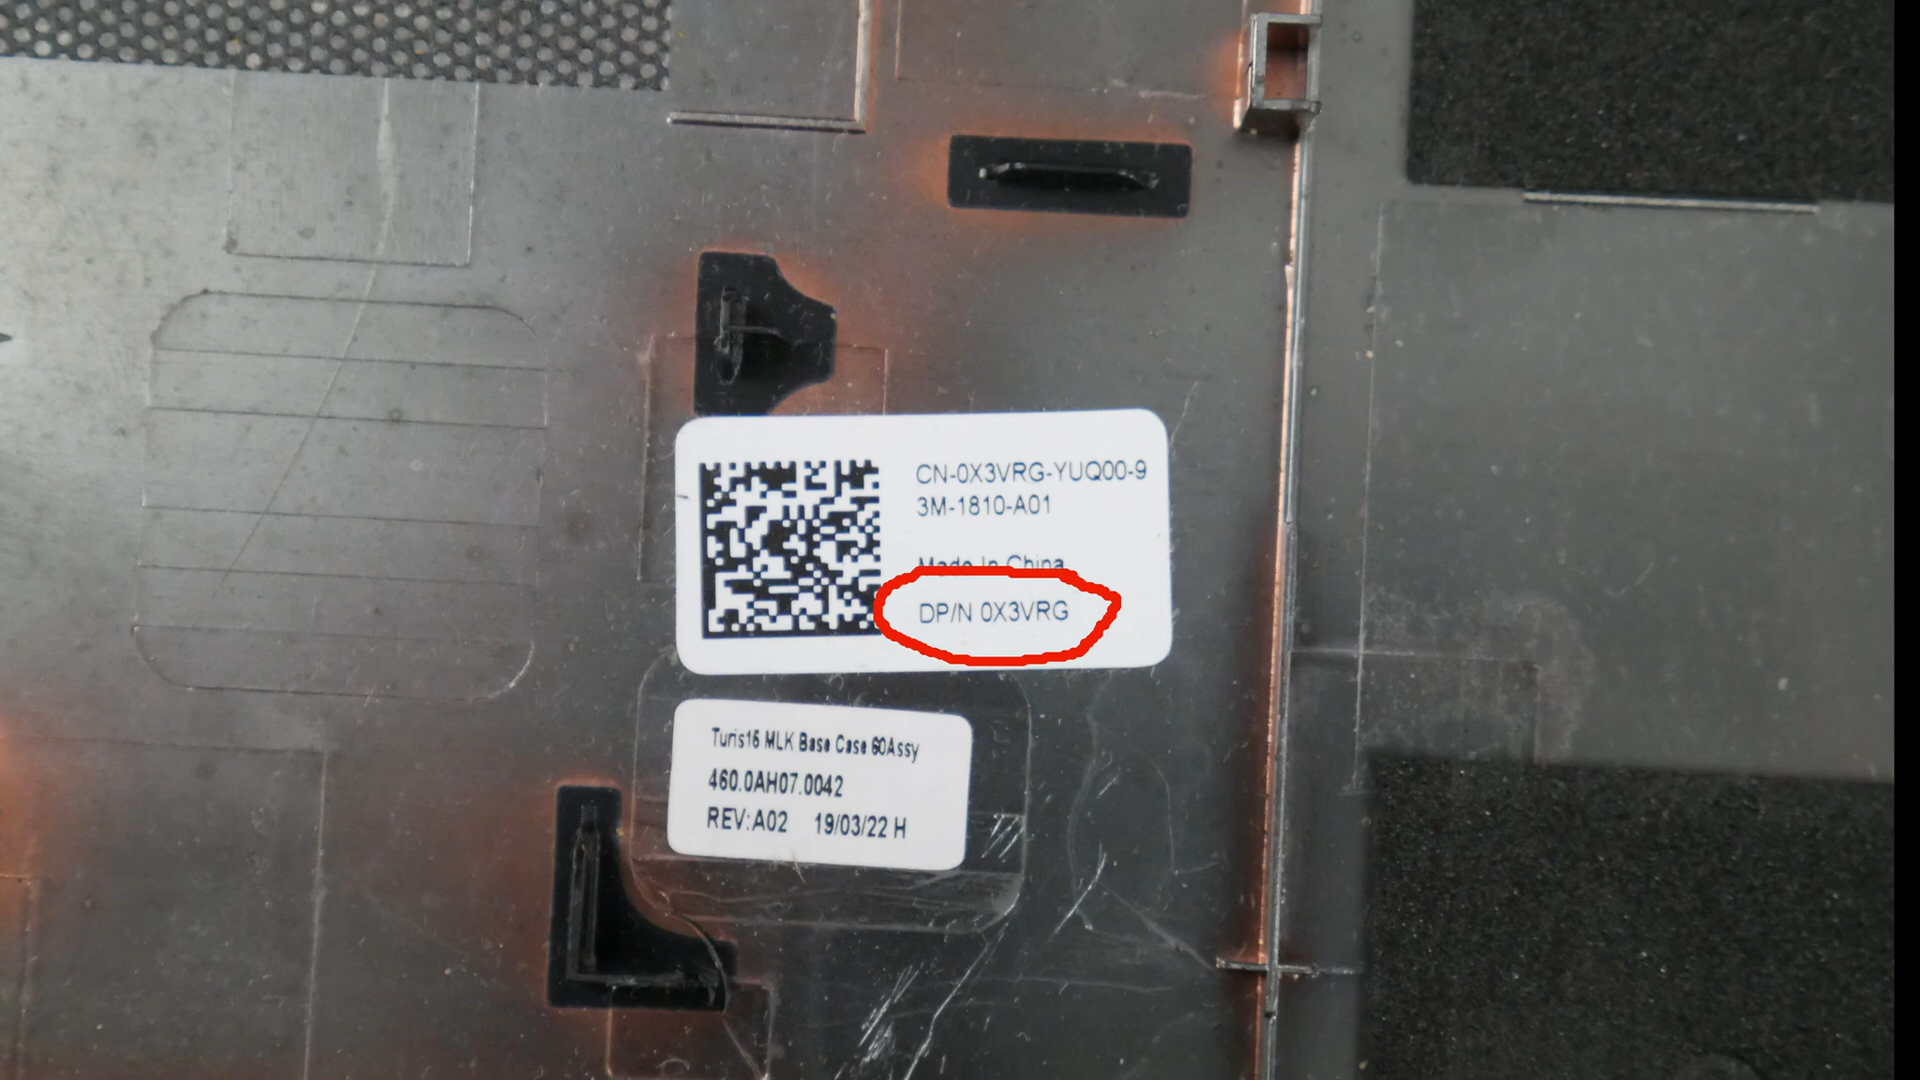 CN-0X3VRG-YUQ00-9
3M-1810-A01
Made In China
DP/N 0X3VRG
Turis15 MLK Base Case 60Assy
460.0AH07.0042
REV:A02 19/03/22 H